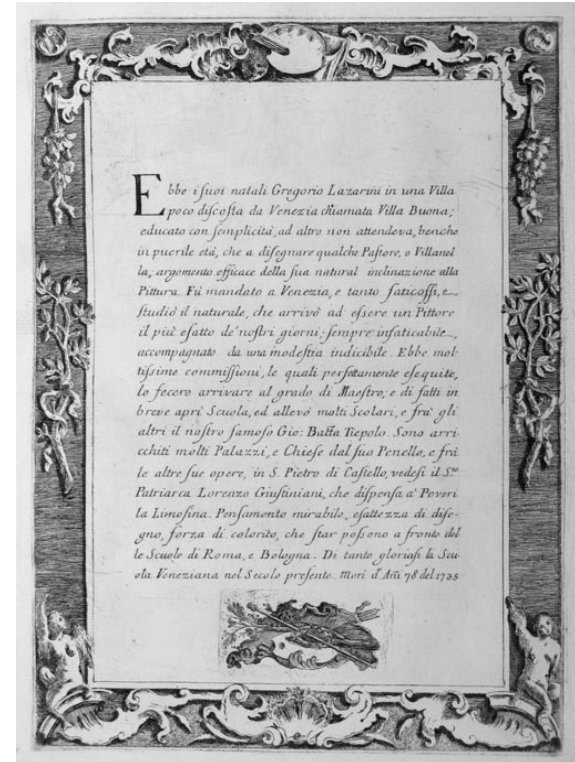 Ebbe i ſuoi natali Gregorio Lazarini in una Villa
poco diſcoſta da Venezia chiamata Villa Buona;
educato con ſemplicità, ad altro non attendeva, benche
in puerile età, che a diſegnare qualche Paſtore, o Villanel
la; argomento efficace della ſua natural inclinazione alla
Pittura. Fù mandato a Venezia, e tanto faticoſſi, e
ſtudiò il naturale, che arrivò ad eſsere un Pittore
il più eſatto de' noſtri giorni; ſempre infaticabile,
accompagnato da una modeſtia indicibile. Ebbe mol-
tiſsime commiſsioni, le quali perfettamente eſeguite,
lo fecero arrivare al grado di Maeſtro; e di fatti in
breve aprì Scuola, ed allevò molti Scolari, e frà gli
altri il noſtro famoſo Gio: Batta Tiepolo. Sono arri-
cchiti molti Palazzi, e Chieſe dal ſuo Penello, e frà
le altre ſue opere, in S. Pietro di Caſtello, vedeſi il S.to
Patriarca Lorenzo Giuſtiniani, che diſpenſa a' Poveri
la Limoſina. Penſamento mirabile, eſattezza di diſe-
gno, forza di colorito, che ſtar poſsono a fronte del
le Scuole di Roma, e Bologna. Di tanto glorìaſi la Scu-
ola Veneziana nel Secolo preſente. Morì d' Añi 78 del 1735